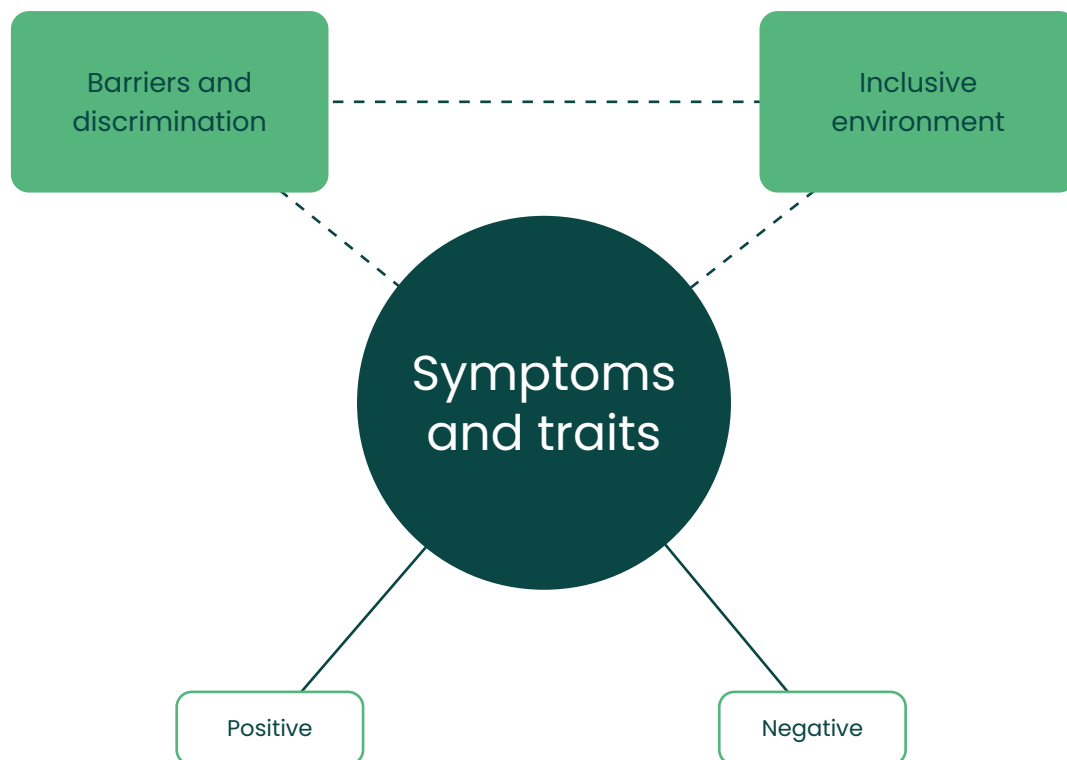 Barriers and
discrimination
Inclusive
environment
Symptoms
and traits
Positive
Negative